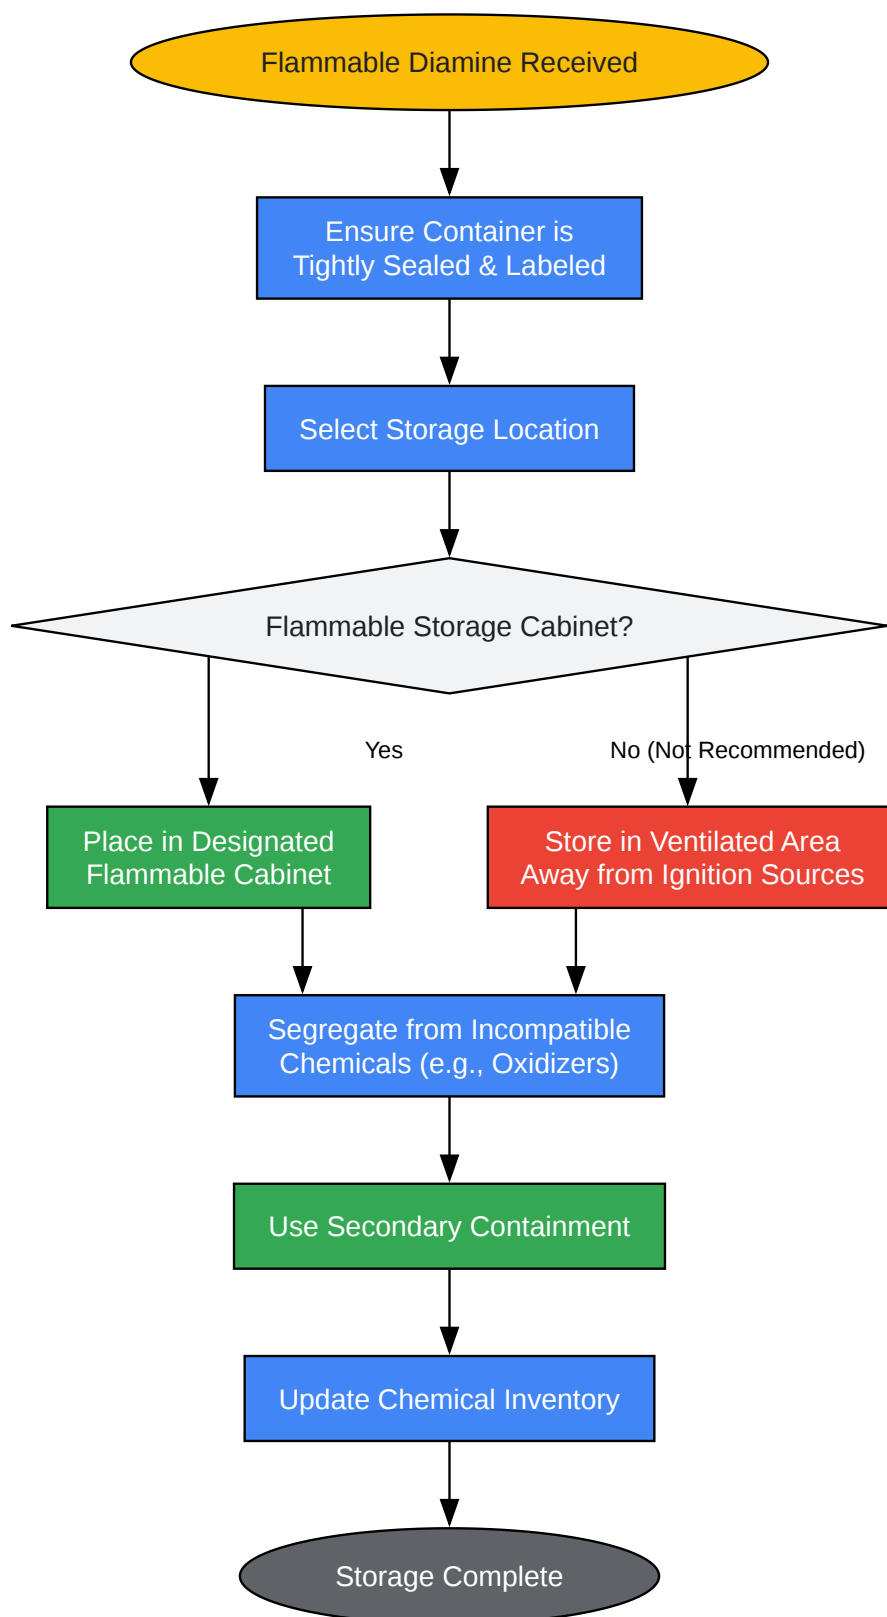 Flammable Diamine Received
Ensure Container is
Tightly Sealed & Labeled
Select Storage Location
Flammable Storage Cabinet?
Yes
No (Not Recommended)
Place in Designated
Flammable Cabinet
Store in Ventilated Area
Away from Ignition Sources
Segregate from Incompatible
Chemicals (e.g., Oxidizers)
Use Secondary Containment
Update Chemical Inventory
Storage Complete